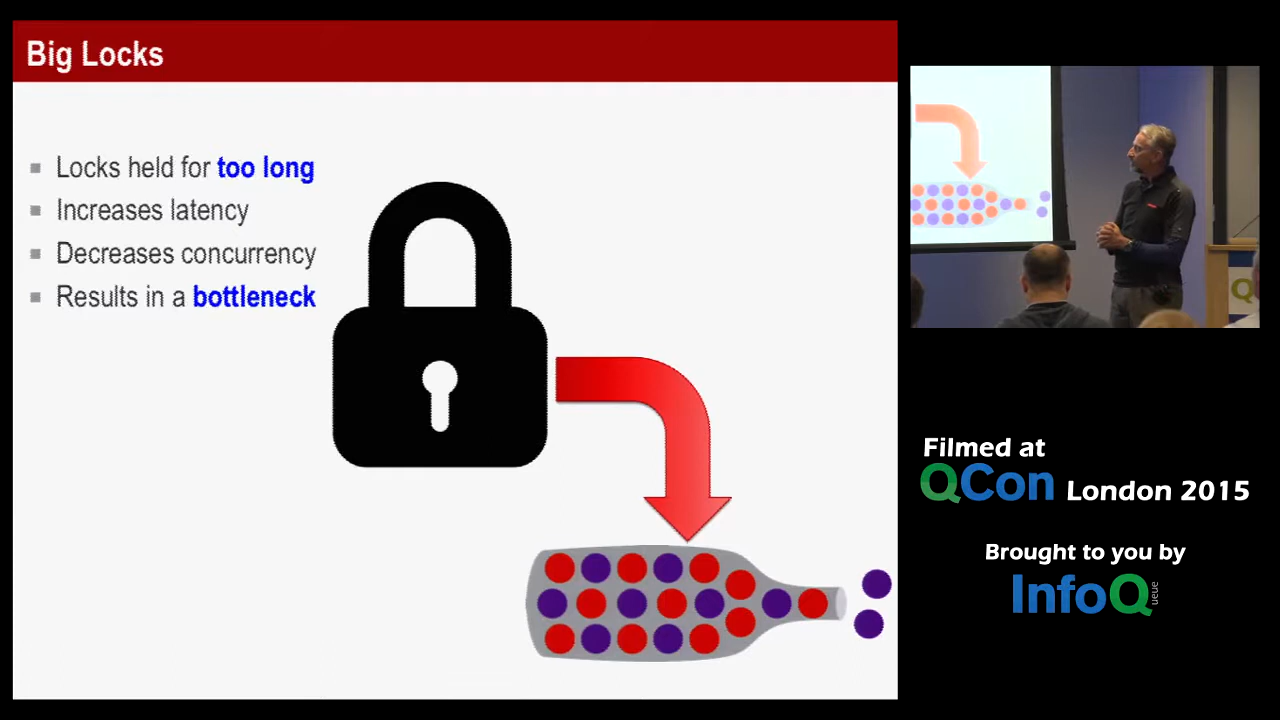 Big Locks
Locks held for too long
Increases latency
Decreases concurrency
Results in a bottleneck
Filmed at
QCon London 2015
Brought to you by
InfoQ
ueue
Q